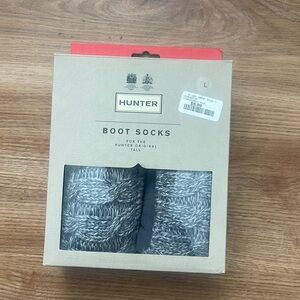 L
HUNTER
BOOT SOCKS
FOR THE
HUNTER ORIGINAL
TALL